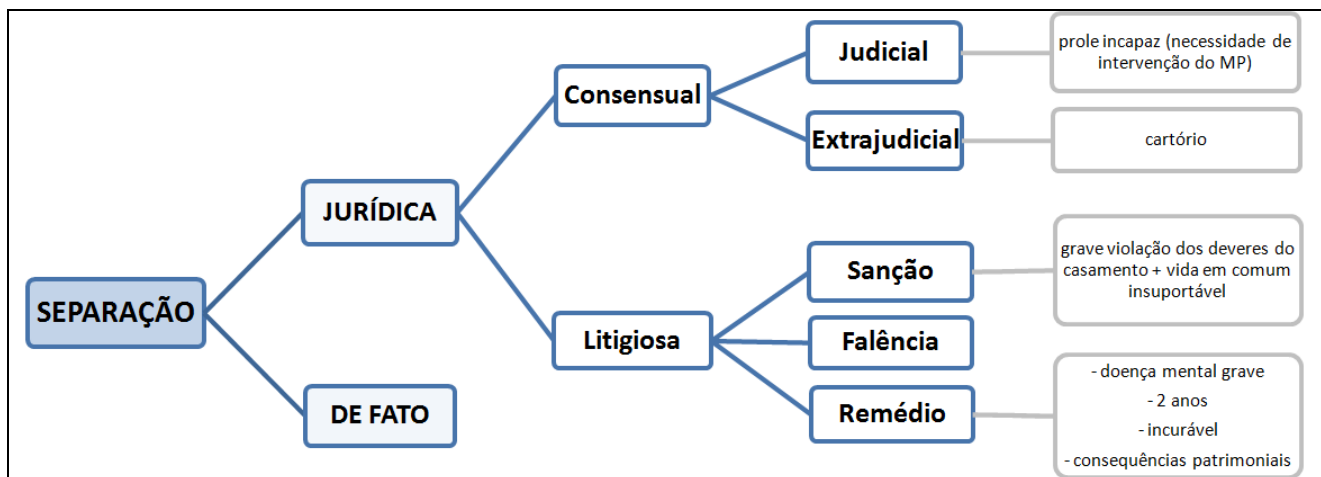 SEPARAÇÃO
JURÍDICA
DE FATO
Consensual
Litigiosa
Judicial
Extrajudicial
Sanção
Falência
Remédio
prole incapaz (necessidade de
intervenção do MP)
cartório
grave violação dos deveres do
casamento + vida em comum
insuportável
- doença mental grave
- 2 anos
- incurável
- consequências patrimoniais